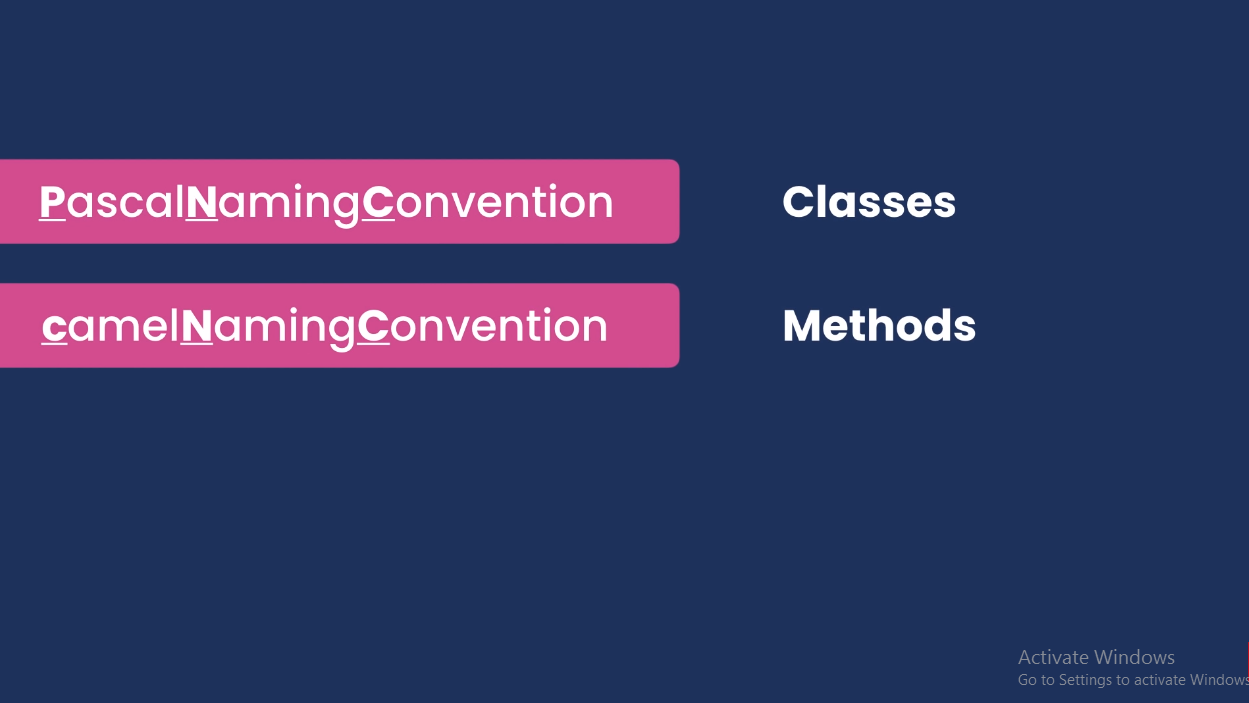 PascalNamingConvention Classes
camelNamingConvention Methods
Activate Windows
Go to Settings to activate Windows